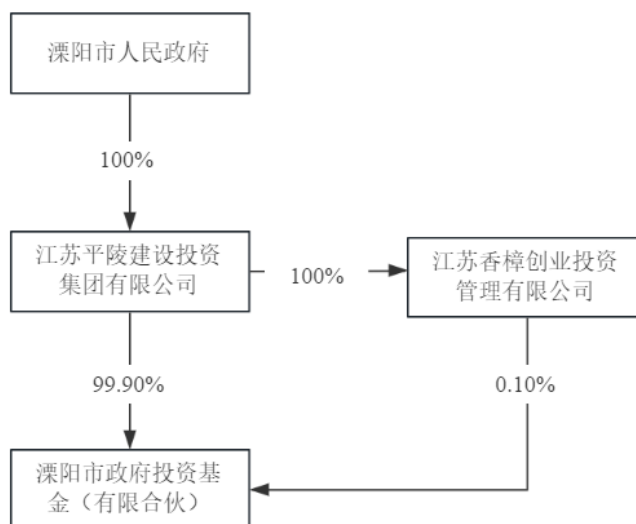 溧阳市人民政府
100%
江苏平陵建设投资
集团有限公司
100%
江苏香樟创业投资
管理有限公司
99.90%
0.10%
溧阳市政府投资基
金（有限合伙）